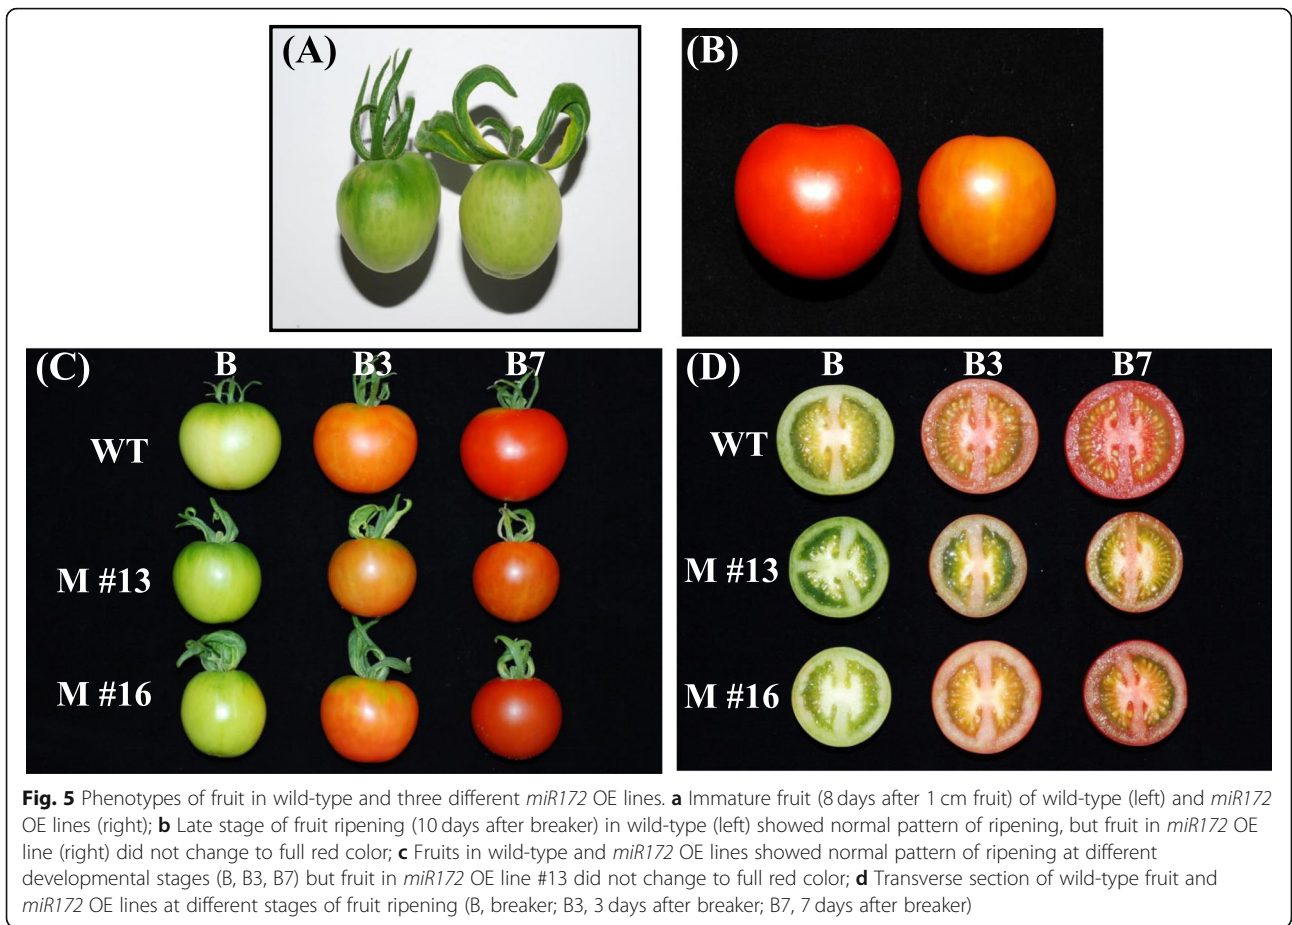 (A)
(B)
(C) B B3 B7
WT
M #13
M #16
(D) B B3 B7
WT
M #13
M #16
Fig. 5 Phenotypes of fruit in wild-type and three different miR172 OE lines. a Immature fruit (8 days after 1 cm fruit) of wild-type (left) and miR172
OE lines (right); b Late stage of fruit ripening (10 days after breaker) in wild-type (left) showed normal pattern of ripening, but fruit in miR172 OE
line (right) did not change to full red color; c Fruits in wild-type and miR172 OE lines showed normal pattern of ripening at different
developmental stages (B, B3, B7) but fruit in miR172 OE line #13 did not change to full red color; d Transverse section of wild-type fruit and
miR172 OE lines at different stages of fruit ripening (B, breaker; B3, 3 days after breaker; B7, 7 days after breaker)